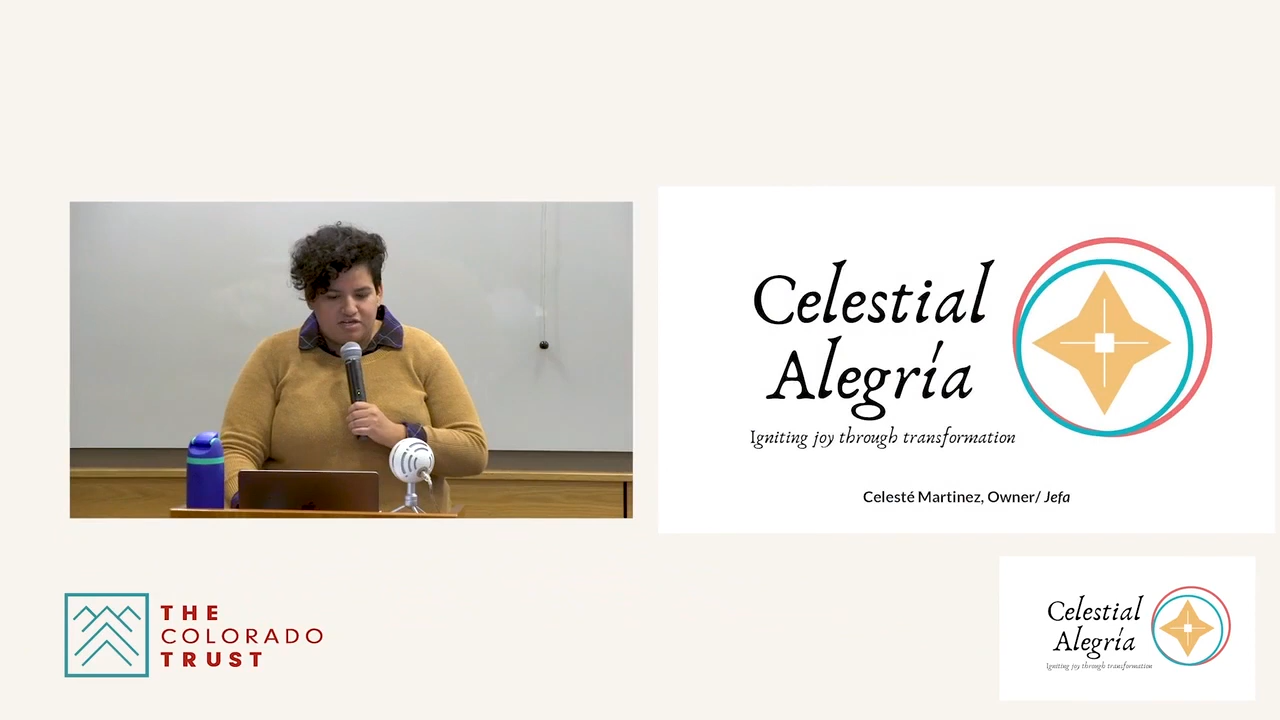 Celestial
Alegría
Igniting joy through transformation
Celesté Martinez, Owner/ Jefa
THE
COLORADO
TRUST
Celestial
Alegría
Igniting joy through transformation